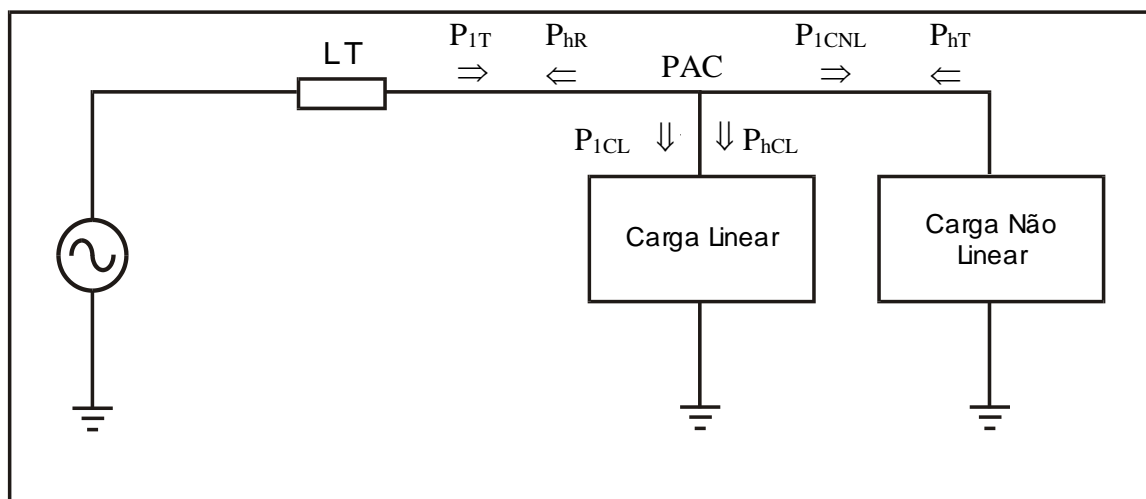 P1T PhR P1CNL PhT
LT PAC
⇒ ⇐ ⇒ ⇐
P1CL ⇓ ⇓ PhCL
Carga Linear
Carga Não
Linear